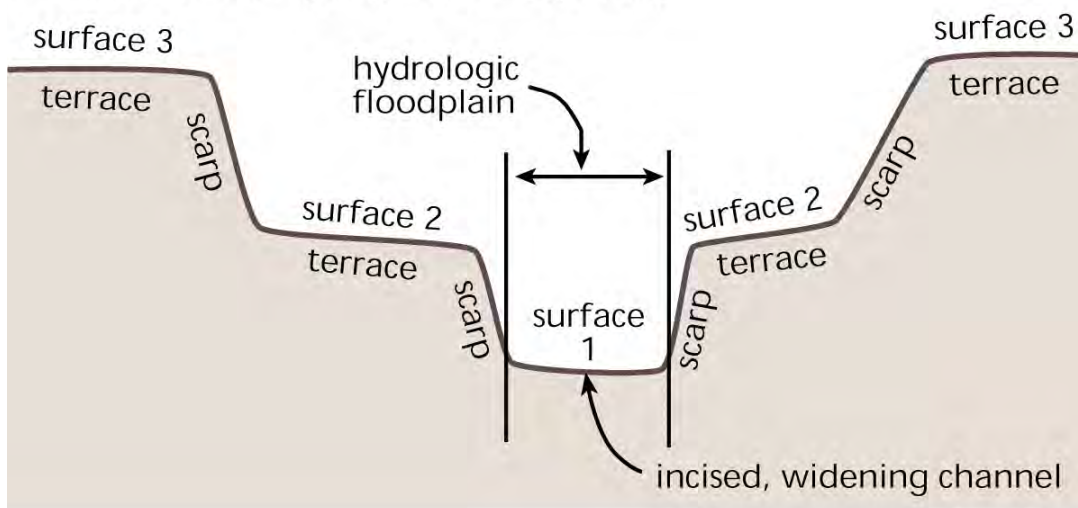 surface 3
terrace
scarp
surface 2
terrace
scarp
hydrologic
floodplain
surface
1
incised, widening channel
scarp
surface 2
terrace
scarp
surface 3
terrace